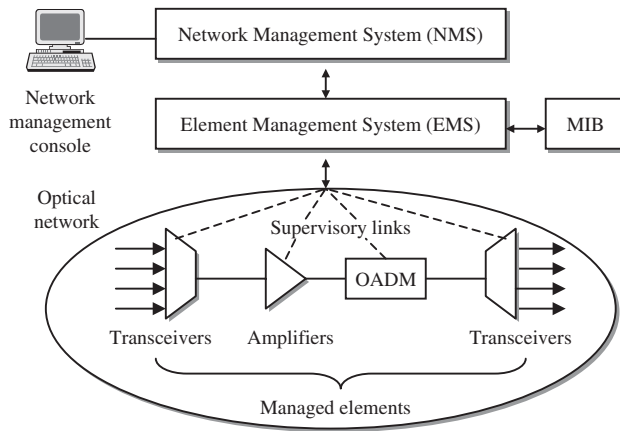 Network Management System (NMS)
Network
management
console
Element Management System (EMS)
MIB
Optical
network
Supervisory links
OADM
Transceivers
Amplifiers
Transceivers
Managed elements